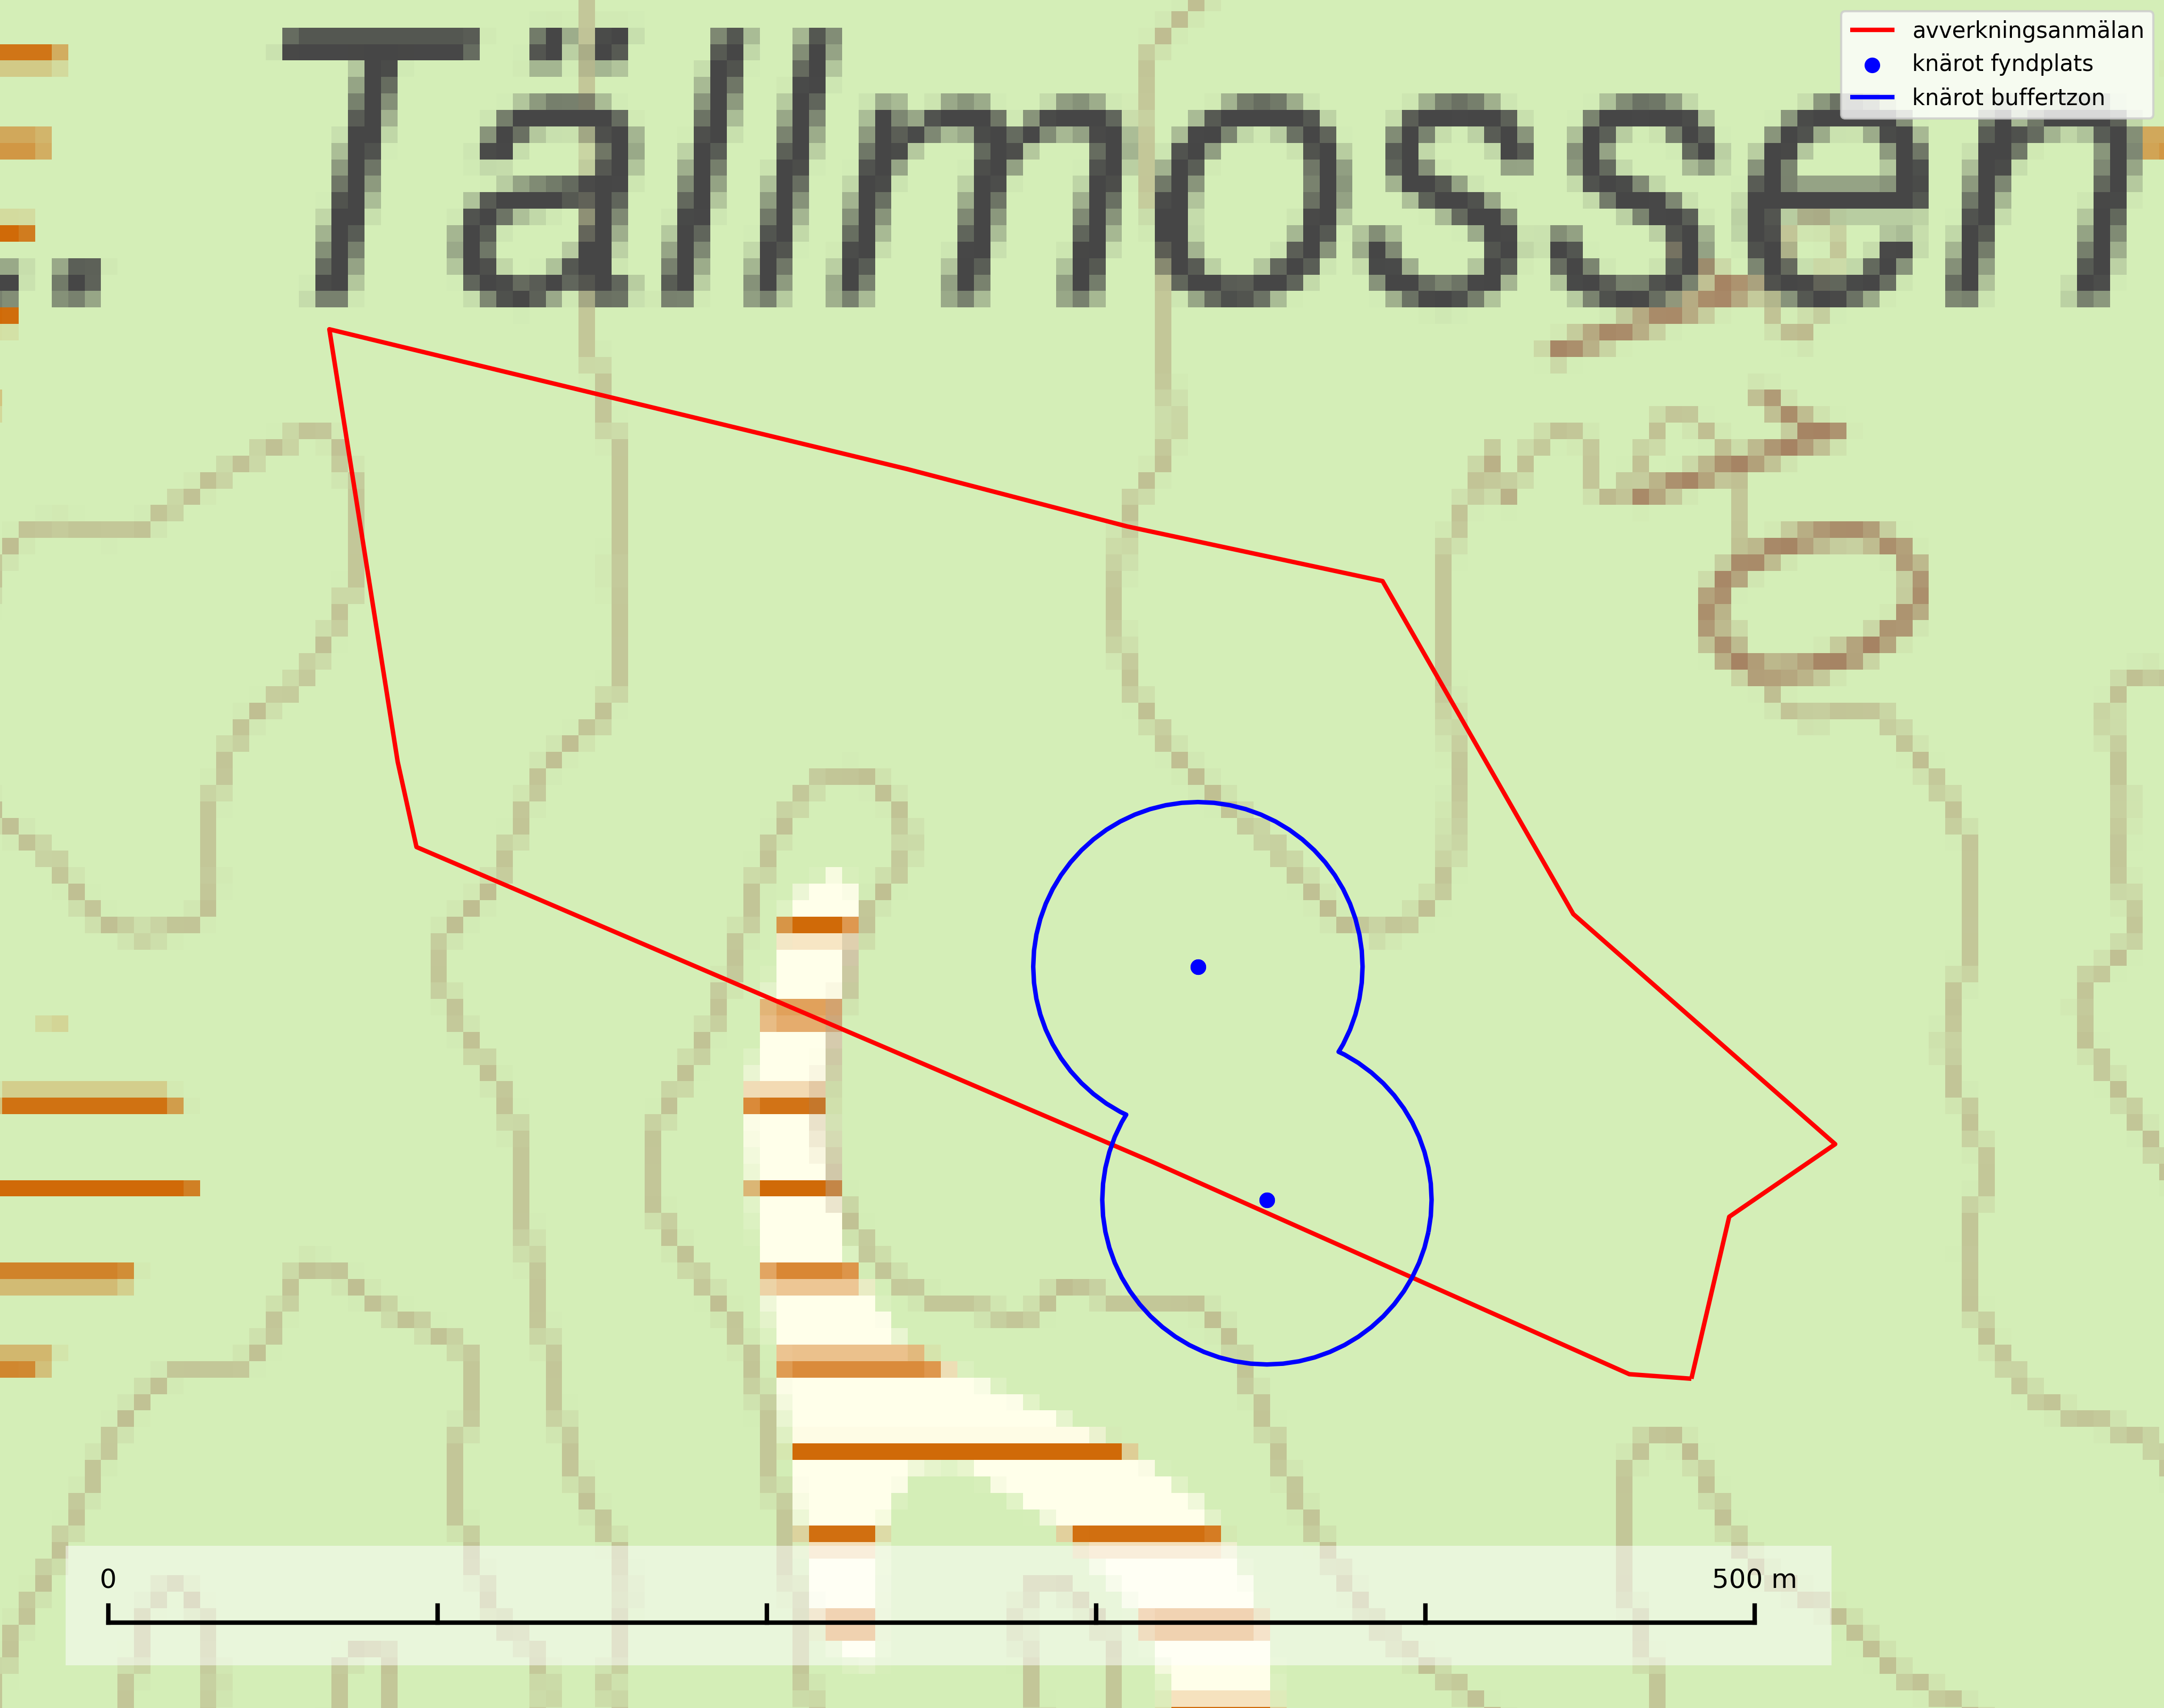 Tällmossen
avverkningsanmälan
knärot fyndplats
knärot buffertzon
0 500 m